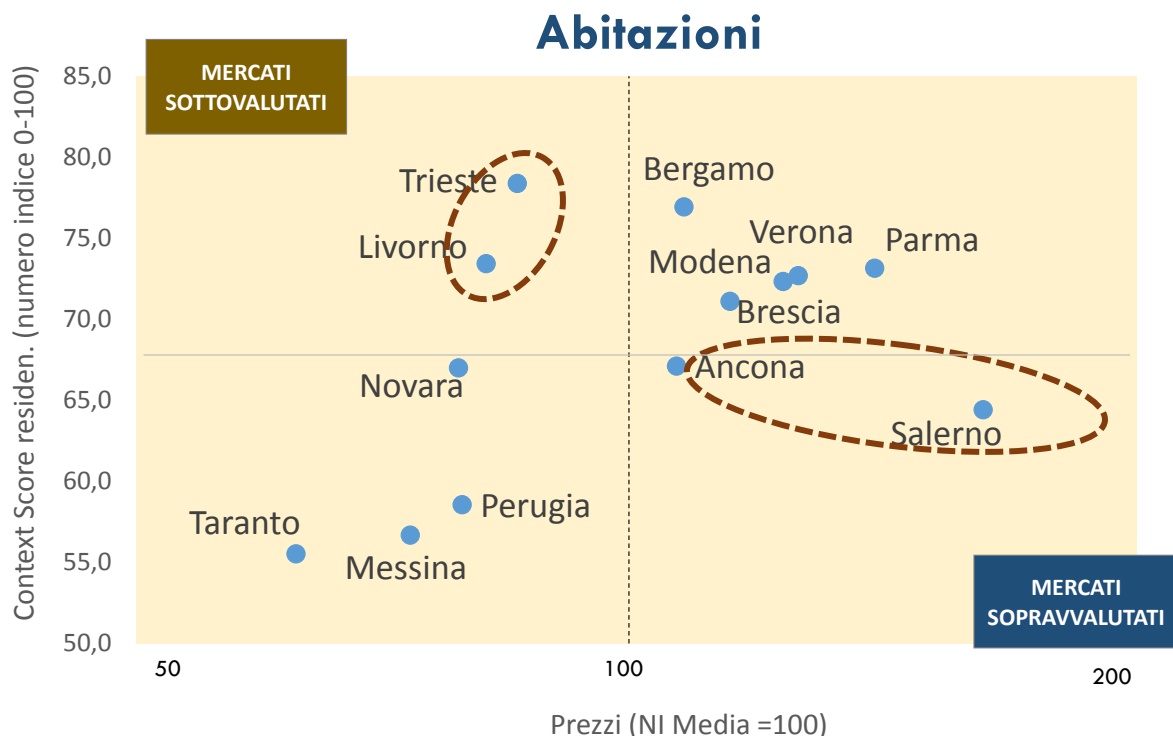 Abitazioni
MERCATI
SOTTOVALUTATI
Context Score residen. (numero indice 0-100)
85,0
80,0
75,0
70,0
65,0
60,0
55,0
50,0
Trieste
Bergamo
Livorno
Verona
Parma
Modena
Brescia
Novara
Ancona
Salerno
Perugia
Taranto
Messina
MERCATI
SOPRAVVALUTATI
50
100
200
Prezzi (NI Media =100)